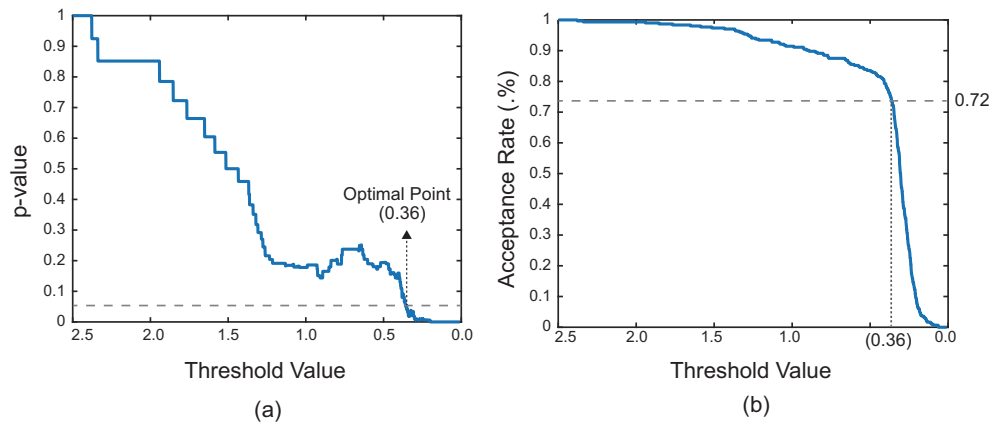 1
0.9
0.8
0.7
0.6
0.5
0.4
0.3
0.2
0.1
0
p-value
Optimal Point
(0.36)
2.5 2.0 1.5 1.0 0.5 0.0
Threshold Value
(a)
1
0.9
0.8
0.7
0.6
0.5
0.4
0.3
0.2
0.1
0
Acceptance Rate (.%)
0.72
2.5 2.0 1.5 1.0 (0.36) 0.0
Threshold Value
(b)